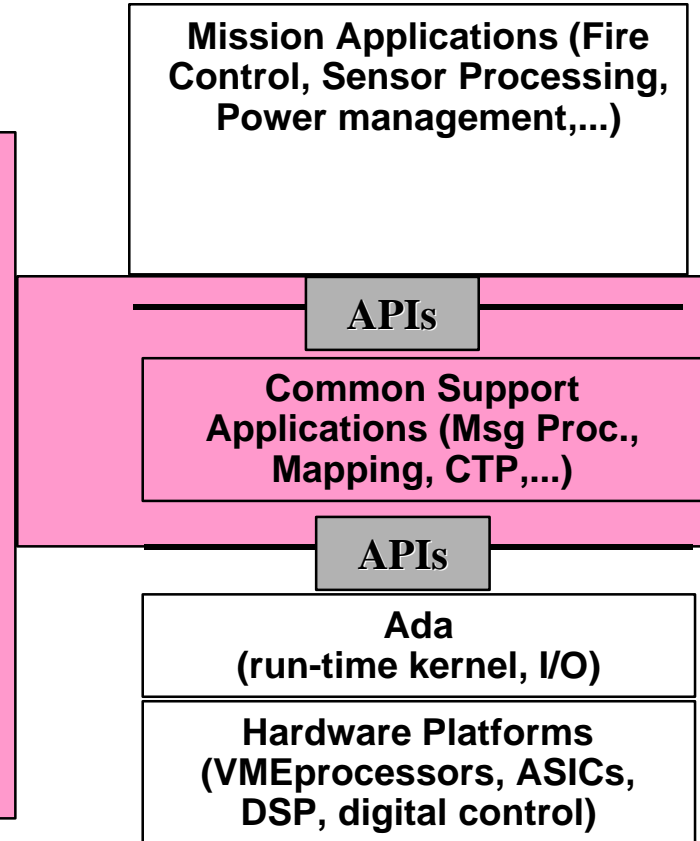 Mission Applications (Fire
Control, Sensor Processing,
Power management,...)
APIs
Common Support
Applications (Msg Proc.,
Mapping, CTP,...)
APIs
Ada
(run-time kernel, I/O)
Hardware Platforms
(VMEprocessors, ASICs,
DSP, digital control)